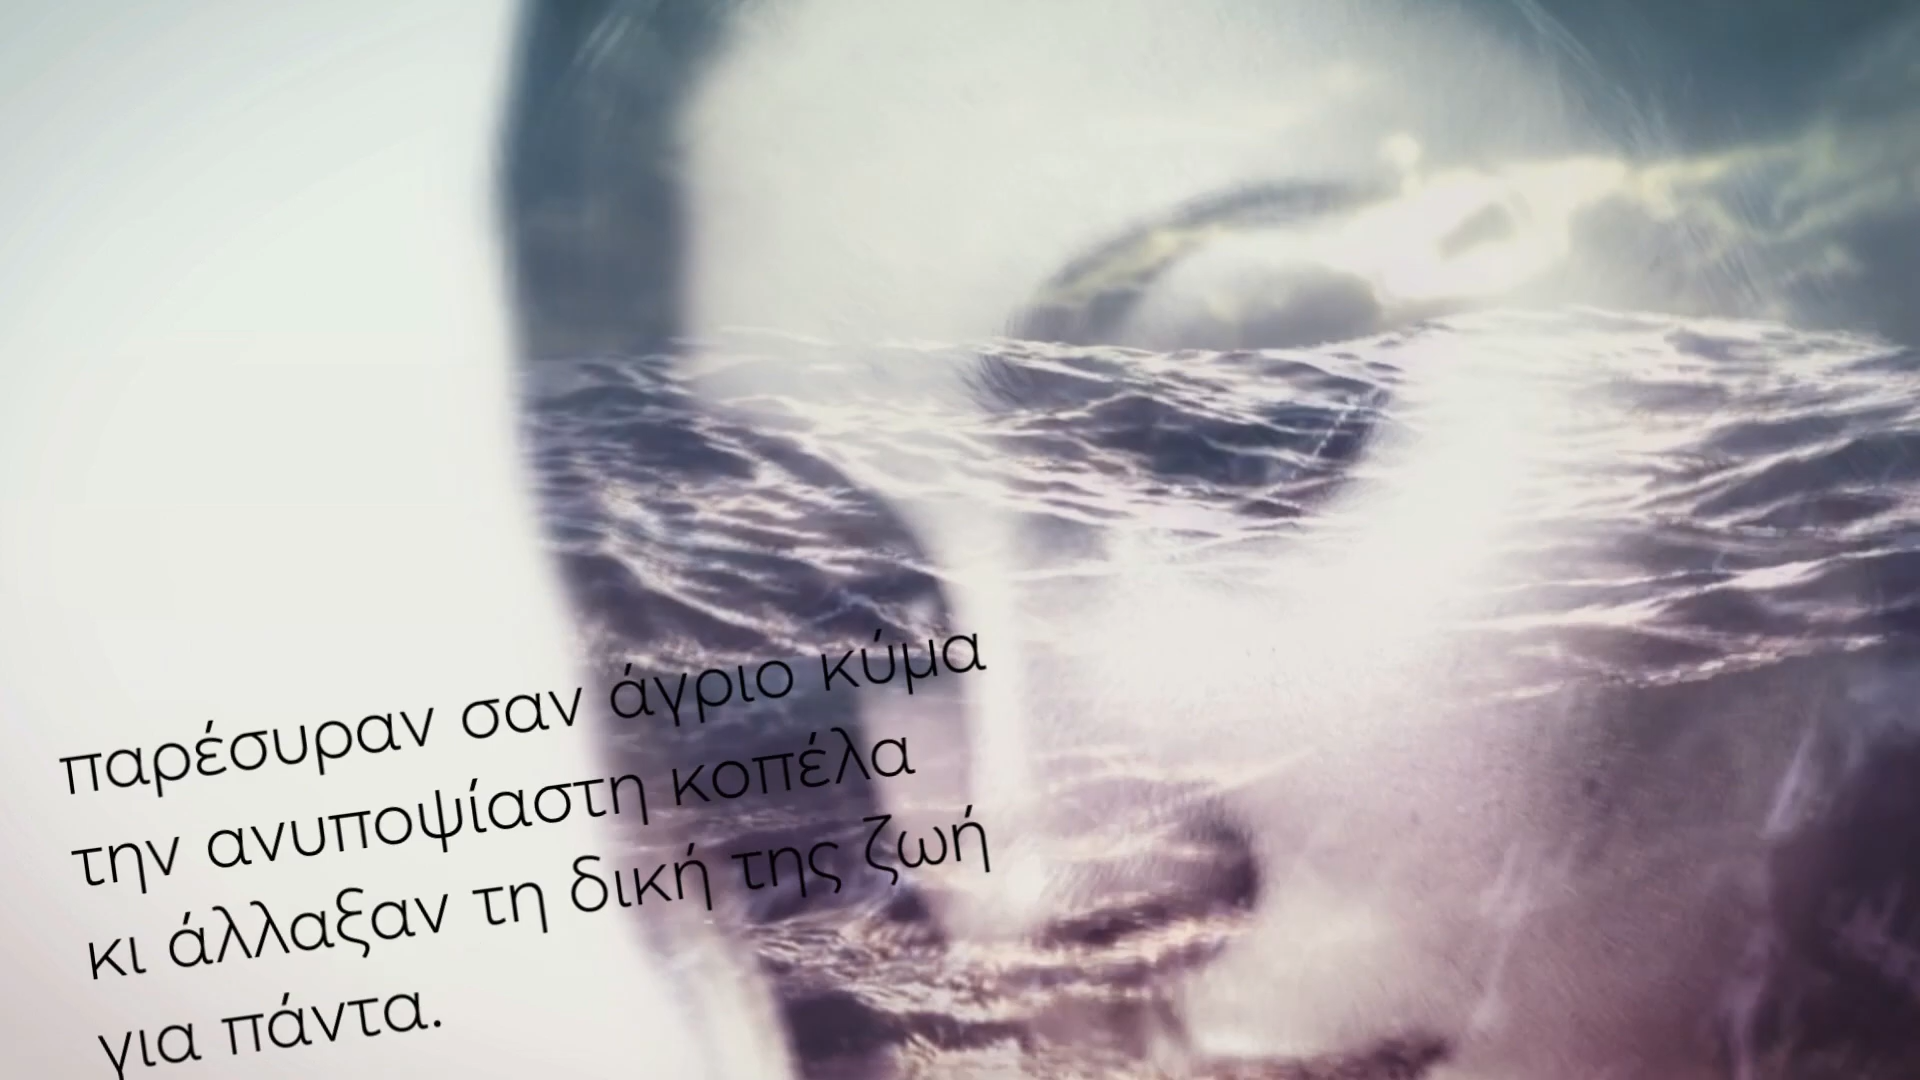 παρέσυραν σαν άγριο κύμα
την ανυποψίαστη κοπέλα
κι άλλαξαν τη δική της ζωή
για πάντα.